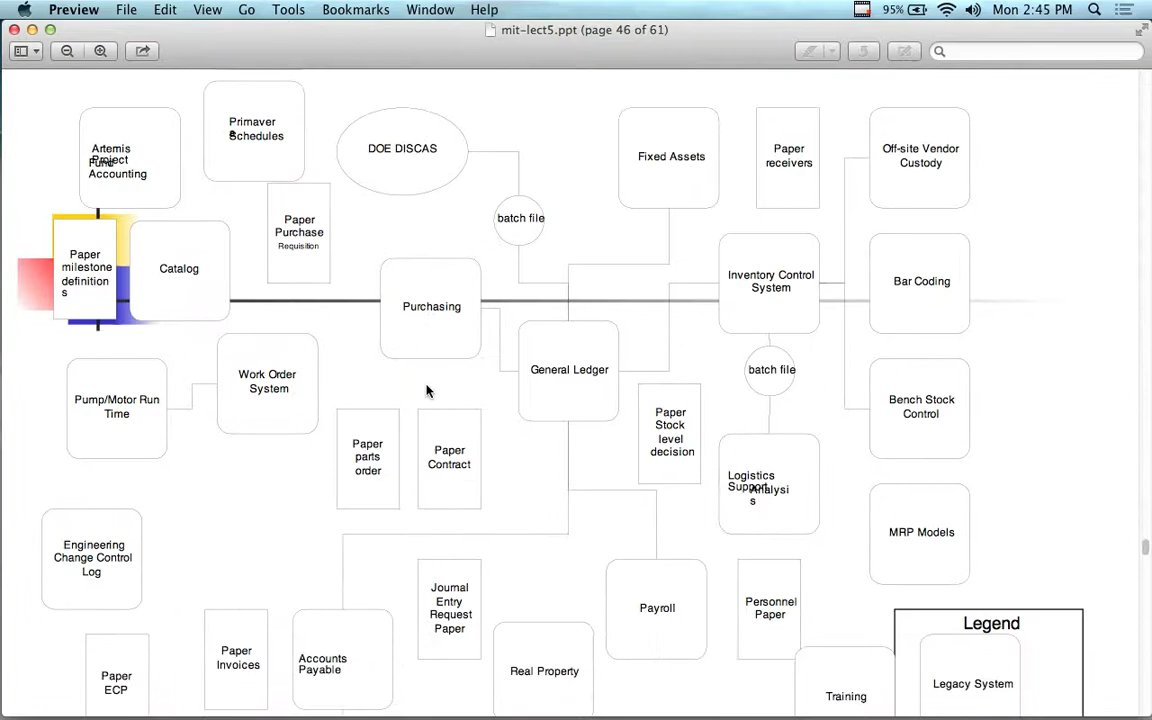 Preview File Edit View Go Tools Bookmarks Window Help 95% Mon 2:45 PM
mit-lect5.ppt (page 46 of 61)
Primaver
a
Schedules
Artemis
Fund
Project
Accounting
DOE DISCAS
Fixed Assets
Paper
receivers
Off-site Vendor
Custody
Paper
Purchase
Requisition
batch file
Paper
milestone
definition
s
Catalog
Purchasing
Inventory Control
System
Bar Coding
General Ledger
batch file
Pump/Motor Run
Time
Work Order
System
Paper
Stock
level
decision
Bench Stock
Control
Paper
parts
order
Paper
Contract
Logistics
Support
Analysi
s
MRP Models
Engineering
Change Control
Log
Journal
Entry
Request
Paper
Payroll
Personnel
Paper
Legend
Paper
Invoices
Accounts
Payable
Real Property
Paper
ECP
Training
Legacy System